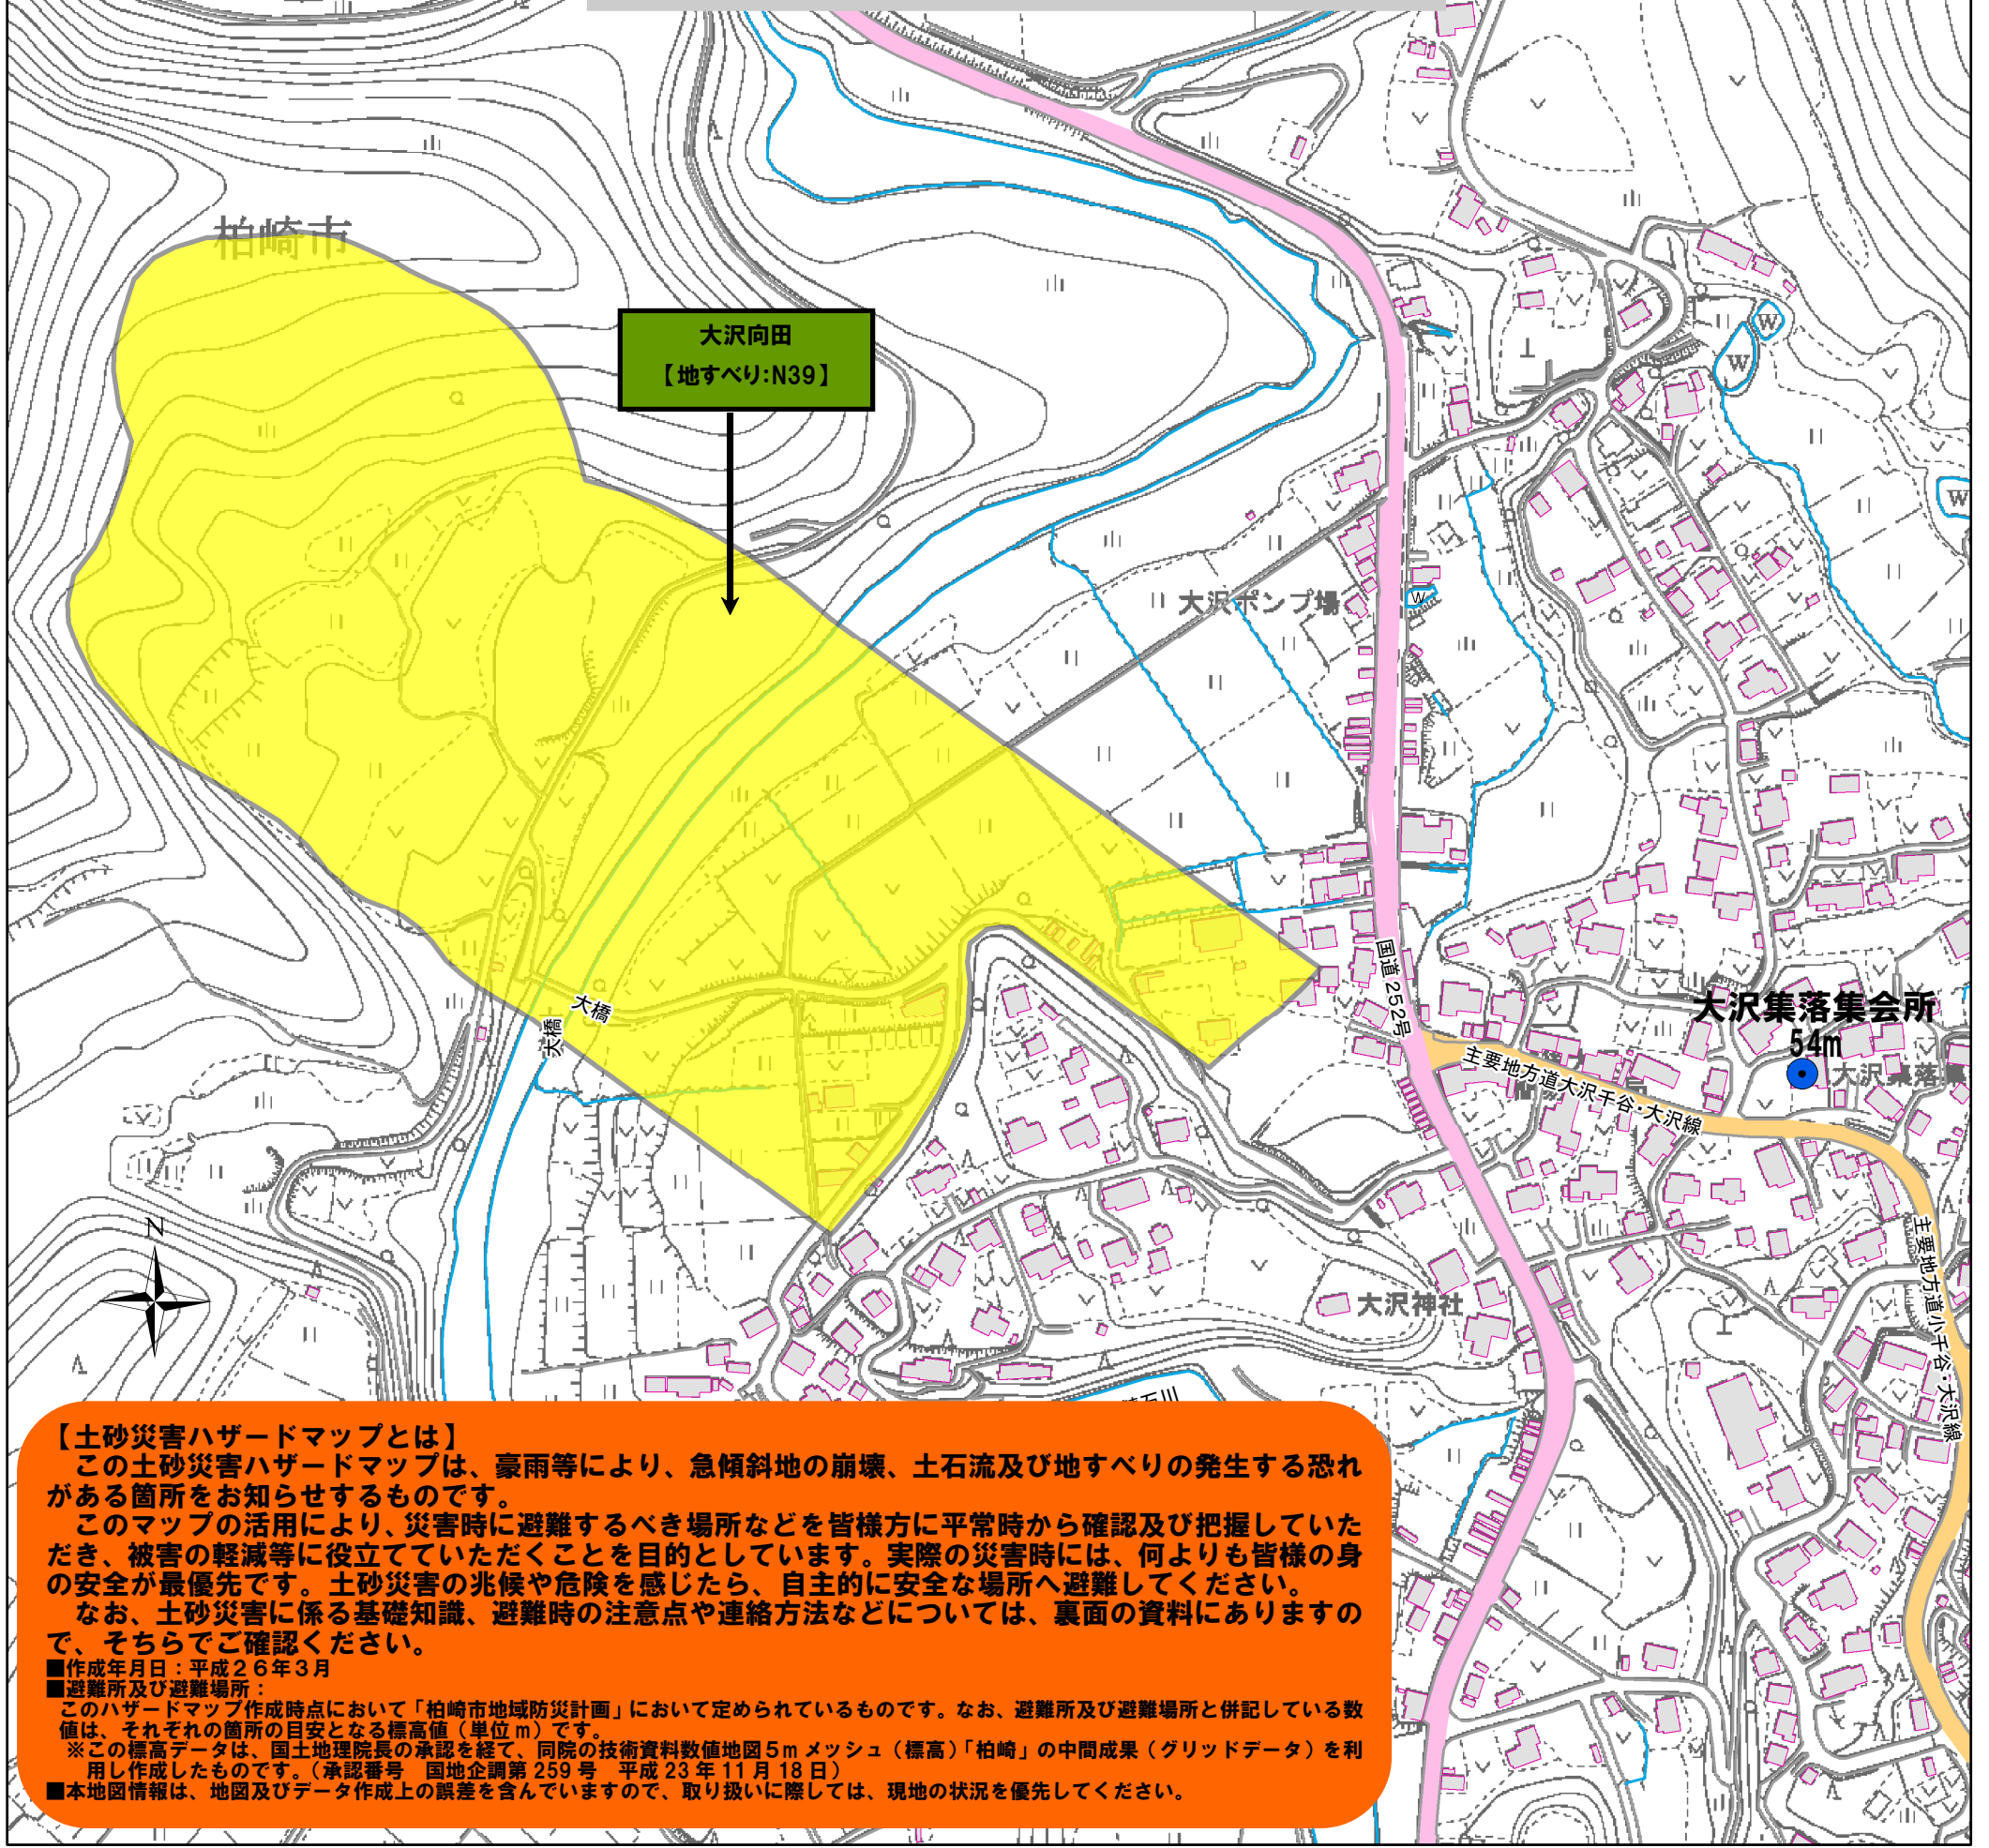 柏崎市
大沢向田
【地すべり:N39】
大沢ポンプ場
W
W
W
W
国道252号
大沢集落集会所
54m
大沢集落
主要地方道大沢千谷・大沢線
大橋
大橋
主要地方道小千谷・大沢線
大沢神社
N
【土砂災害ハザードマップとは】
この土砂災害ハザードマップは、豪雨等により、急傾斜地の崩壊、土石流及び地すべりの発生する恐れ
がある箇所をお知らせするものです。
このマップの活用により、災害時に避難するべき場所などを皆様方に平常時から確認及び把握していた
だき、被害の軽減等に役立てていただくことを目的としています。実際の災害時には、何よりも皆様の身
の安全が最優先です。土砂災害の兆候や危険を感じたら、自主的に安全な場所へ避難してください。
なお、土砂災害に係る基礎知識、避難時の注意点や連絡方法などについては、裏面の資料にありますの
で、そちらでご確認ください。
■作成年月日：平成２６年３月
■避難所及び避難場所：
このハザードマップ作成時点において「柏崎市地域防災計画」において定められているものです。なお、避難所及び避難場所と併記している数
値は、それぞれの箇所の目安となる標高値（単位ｍ）です。
※この標高データは、国土地理院長の承認を経て、同院の技術資料数値地図５ｍメッシュ（標高）「柏崎」の中間成果（グリッドデータ）を利
用し作成したものです。（承認番号　国地企調第 259 号　平成 23 年 11 月 18 日）
■本地図情報は、地図及びデータ作成上の誤差を含んでいますので、取り扱いに際しては、現地の状況を優先してください。